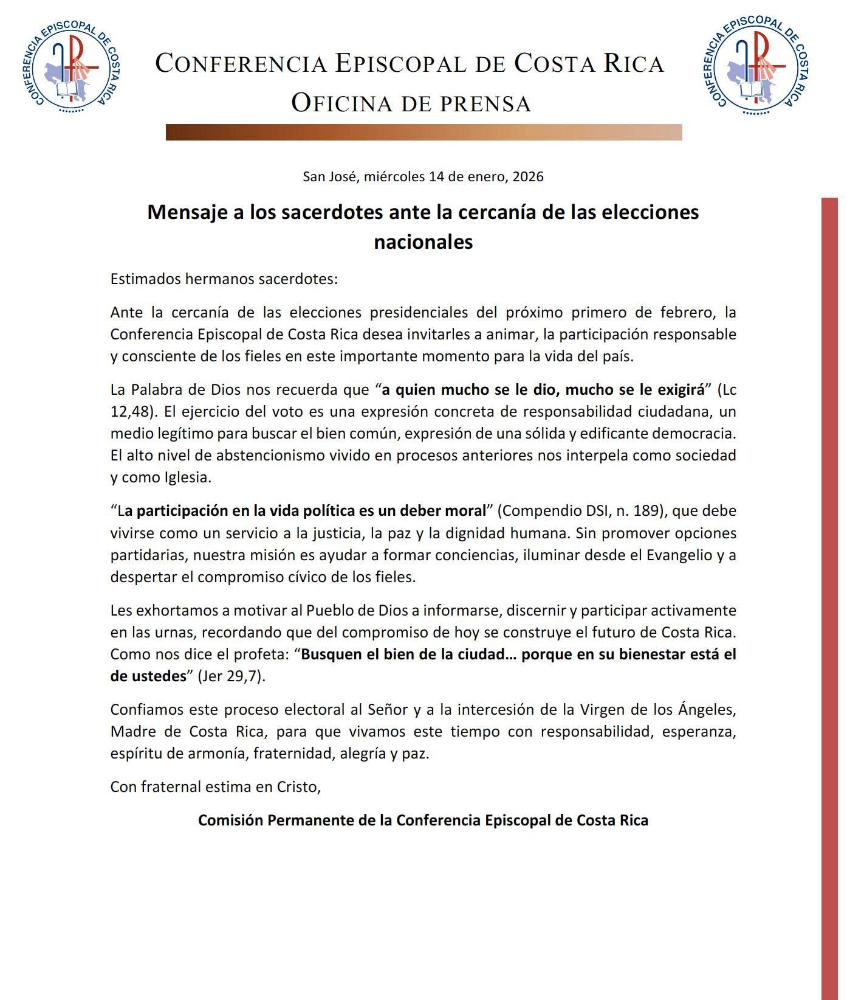 CONFERENCIA EPISCOPAL DE COSTA RICA
CONFERENCIA EPISCOPAL DE COSTA RICA
CONFERENCIA EPISCOPAL DE COSTA RICA
OFICINA DE PRENSA
San José, miércoles 14 de enero, 2026
Mensaje a los sacerdotes ante la cercanía de las elecciones
nacionales
Estimados hermanos sacerdotes:
Ante la cercanía de las elecciones presidenciales del próximo primero de febrero, la
Conferencia Episcopal de Costa Rica desea invitarles a animar, la participación responsable
y consciente de los fieles en este importante momento para la vida del país.
La Palabra de Dios nos recuerda que “a quien mucho se le dio, mucho se le exigirá” (Lc
12,48). El ejercicio del voto es una expresión concreta de responsabilidad ciudadana, un
medio legítimo para buscar el bien común, expresión de una sólida y edificante democracia.
El alto nivel de abstencionismo vivido en procesos anteriores nos interpela como sociedad
y como Iglesia.
“La participación en la vida política es un deber moral” (Compendio DSI, n. 189), que debe
vivirse como un servicio a la justicia, la paz y la dignidad humana. Sin promover opciones
partidarias, nuestra misión es ayudar a formar conciencias, iluminar desde el Evangelio y a
despertar el compromiso cívico de los fieles.
Les exhortamos a motivar al Pueblo de Dios a informarse, discernir y participar activamente
en las urnas, recordando que del compromiso de hoy se construye el futuro de Costa Rica.
Como nos dice el profeta: “Busquen el bien de la ciudad… porque en su bienestar está el
de ustedes” (Jer 29,7).
Confiamos este proceso electoral al Señor y a la intercesión de la Virgen de los Ángeles,
Madre de Costa Rica, para que vivamos este tiempo con responsabilidad, esperanza,
espíritu de armonía, fraternidad, alegría y paz.
Con fraternal estima en Cristo,
Comisión Permanente de la Conferencia Episcopal de Costa Rica